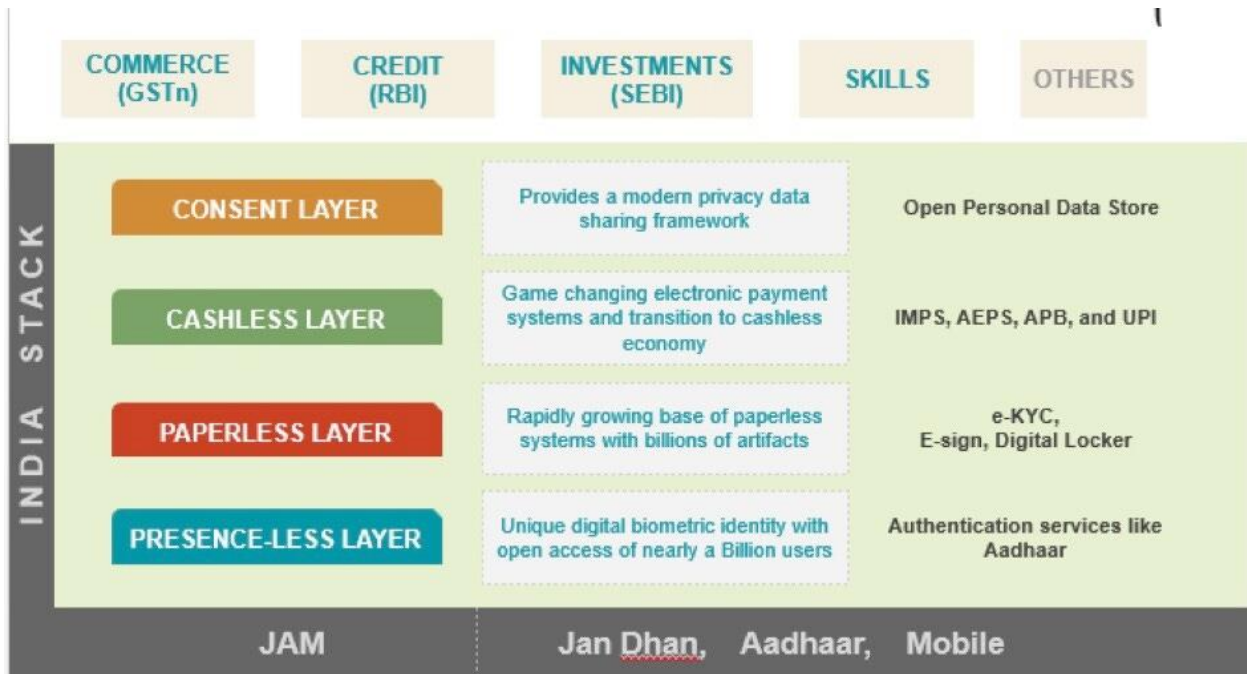 COMMERCE
(GSTn)
CREDIT
(RBI)
INVESTMENTS
(SEBI)
SKILLS
OTHERS
INDIA STACK
CONSENT LAYER
Provides a modern privacy data
sharing framework
Open Personal Data Store
CASHLESS LAYER
Game changing electronic payment
systems and transition to cashless
economy
IMPS, AEPS, APB, and UPI
PAPERLESS LAYER
Rapidly growing base of paperless
systems with billions of artifacts
e-KYC,
E-sign, Digital Locker
PRESENCE-LESS LAYER
Unique digital biometric identity with
open access of nearly a Billion users
Authentication services like
Aadhaar
JAM
Jan Dhan, Aadhaar, Mobile